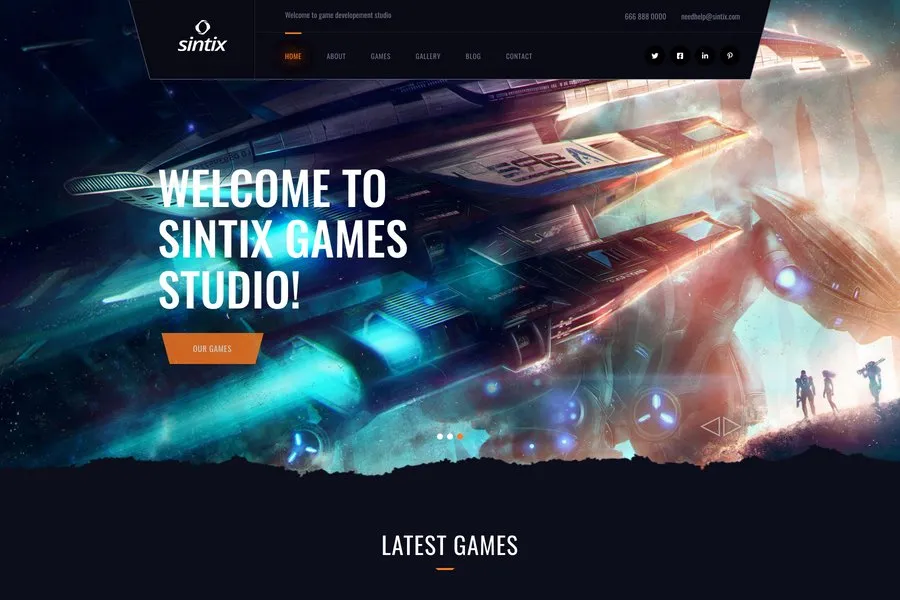 sintix
Welcome to game developement studio
666 888 0000
needhelp@sintix.com
HOME
ABOUT
GAMES
GALLERY
BLOG
CONTACT
WELCOME TO
SINTIX GAMES
STUDIO!
OUR GAMES
LATEST GAMES